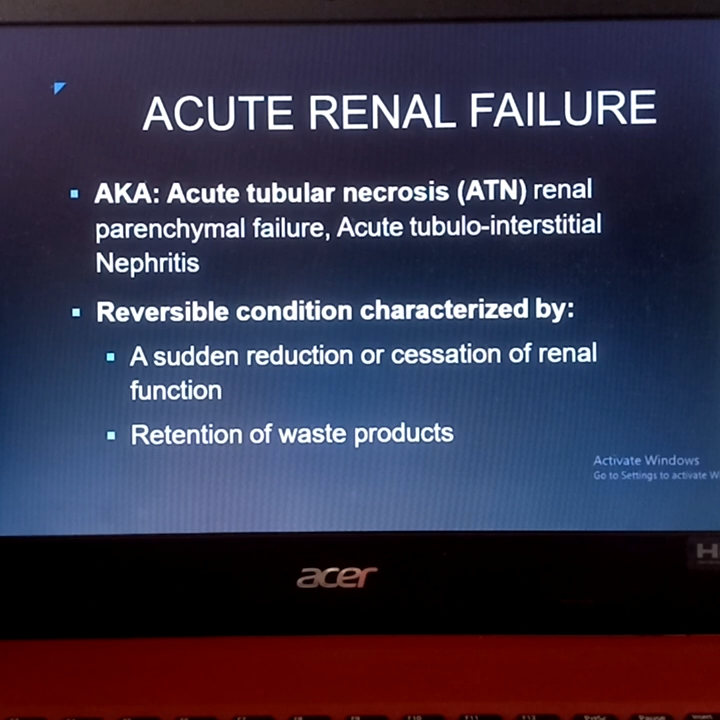 ACUTE RENAL FAILURE
AKA: Acute tubular necrosis (ATN) renal
parenchymal failure, Acute tubulo-interstitial
Nephritis
Reversible condition characterized by:
A sudden reduction or cessation of renal
function
Retention of waste products
Activate Windows
Go to Settings to activate W
acer
H